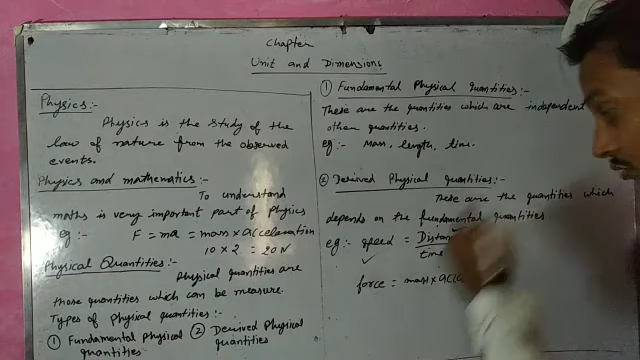 Chapter
Unit and Dimensions
Physics:-
Physics is the study of the
law of nature from the observed
events.
Physics and mathematics:-
To understand
maths is very important part of Physics
eg:- F = ma = mass × acceleration
10 × 2 = 20 N
Physical Quantities:-
Physical quantities are
those quantities which can be measure.
Types of physical quantities:-
① Fundamental physical quantities
② Derived Physical quantities
① Fundamental Physical Quantities:-
These are the quantities which are independent
other quantities.
eg:- Mass, length, time.
② Derived Physical quantities:-
These are the quantities which
depends on the fundamental quantities
eg:- speed = Distan
time
force = mass × acc